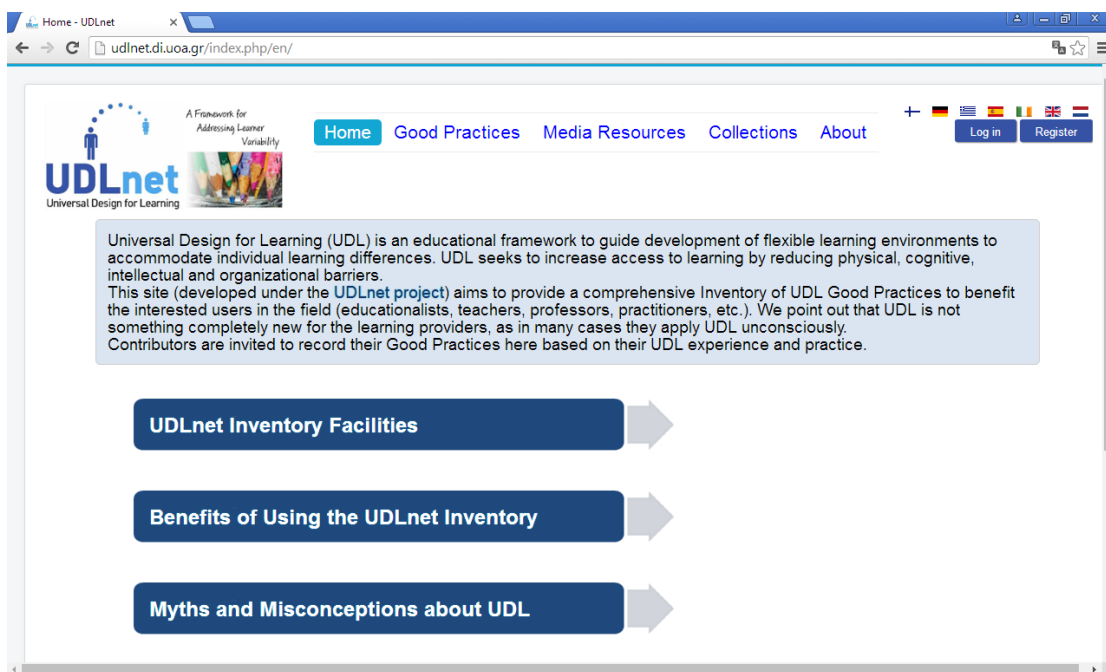 Home - UDLnet
udlnet.di.uoa.gr/index.php/en/
A Framework for
Addressing Learner
Variability
UDLnet
Universal Design for Learning
Home Good Practices Media Resources Collections About
Log in Register
Universal Design for Learning (UDL) is an educational framework to guide development of flexible learning environments to
accommodate individual learning differences. UDL seeks to increase access to learning by reducing physical, cognitive,
intellectual and organizational barriers.
This site (developed under the UDLnet project) aims to provide a comprehensive Inventory of UDL Good Practices to benefit
the interested users in the field (educationalists, teachers, professors, practitioners, etc.). We point out that UDL is not
something completely new for the learning providers, as in many cases they apply UDL unconsciously.
Contributors are invited to record their Good Practices here based on their UDL experience and practice.
UDLnet Inventory Facilities
Benefits of Using the UDLnet Inventory
Myths and Misconceptions about UDL